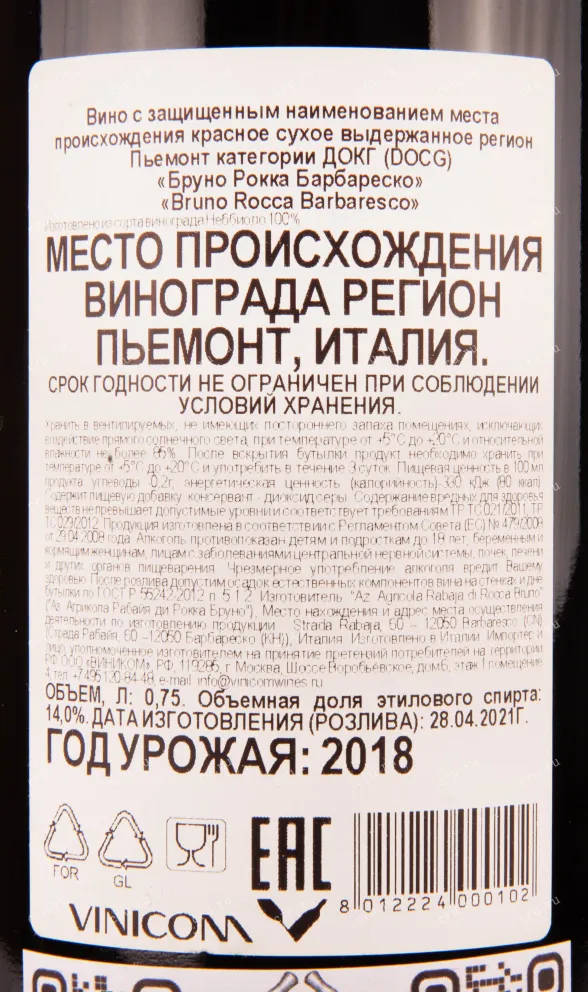 Вино с защищенным наименованием места
происхождения красное сухое выдержанное регион
Пьемонт категории ДОКГ (DOCG)
«Бруно Рокка Барбареско»
«Bruno Rocca Barbaresco»
Изготовлено из сорта винограда Неббиоло 100%
МЕСТО ПРОИСХОЖДЕНИЯ
ВИНОГРАДА РЕГИОН
ПЬЕМОНТ, ИТАЛИЯ.
СРОК ГОДНОСТИ НЕ ОГРАНИЧЕН ПРИ СОБЛЮДЕНИИ
УСЛОВИЙ ХРАНЕНИЯ.
Хранить в вентилируемых, не имеющих постороннего запаха помещениях, исключающих
воздействие прямого солнечного света, при температуре от +5°С до +20°С и относительной
влажности не более 85%. После вскрытия бутылки продукт необходимо хранить при
температуре от +5°С до +20°С и употребить в течение 3 суток. Пищевая ценность в 100 мл
продукта углеводы -0,2г, энергетическая ценность (калорийность)-330 кДж (80 ккал).
Содержит пищевую добавку консервант - диоксид серы. Содержание вредных для здоровья
веществ не превышает допустимые уровни и соответствует требованиям ТР ТС 021/2011, ТР
ТС 029/2012. Продукция изготовлена в соответствии с Регламентом Совета (ЕС) № 479/2008
от 29.04.2008 года. Алкоголь противопоказан детям и подросткам до 18 лет, беременным и
кормящим женщинам, лицам с заболеваниями центральной нервной системы, почек, печени
и других органов пищеварения. Чрезмерное употребление алкоголя вредит Вашему
здоровью. После розлива допустим осадок естественных компонентов вина на стенках и дне
бутылки по ГОСТ Р 55242.2012 п. 5.1.2. Изготовитель: "Az Agricola Rabaja di Rocca Bruno"
("Аз. Агрикола Рабайя ди Рокка Бруно"), Место нахождения и адрес места осуществления
деятельности по изготовлению продукции Strada Rabaja, 60 – 12050 Barbaresco (CN)
(Страда Рабайя, 60 –12050 Барбареско (КН)), Италия. Изготовлено в Италии. Импортер и
лицо, уполномоченное изготовителем на принятие претензий потребителей на территории
РФ ООО «ВИНИКОМ», РФ, 119285, г. Москва, Шоссе Воробьёвское, дом 6, этаж 1 помещение
4, тел. +7 495 120-84-48, e-mail: info@vinicomwines.ru
ОБЪЕМ, Л: 0,75. Объемная доля этилового спирта:
14,0%. ДАТА ИЗГОТОВЛЕНИЯ (РОЗЛИВА): 28.04.2021Г.
ГОД УРОЖАЯ: 2018
FOR
GL
EAC
8 012224 000102
VINICOM